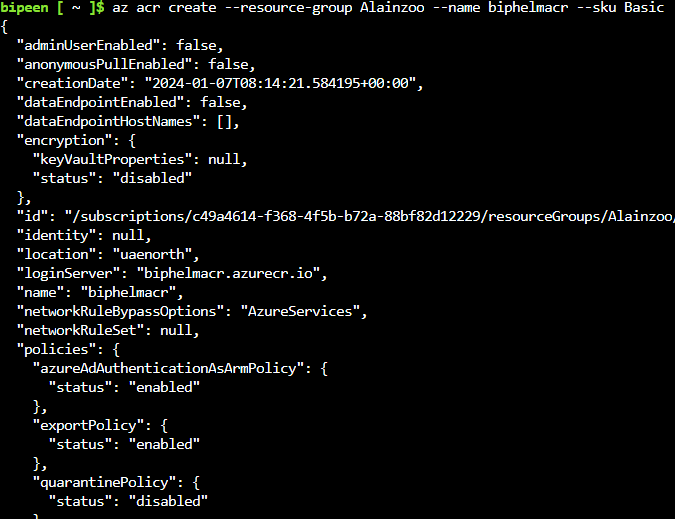 bipeen [ ~ ]$ az acr create --resource-group Alainzoo --name biphelmacr --sku Basic
{
  "adminUserEnabled": false,
  "anonymousPullEnabled": false,
  "creationDate": "2024-01-07T08:14:21.584195+00:00",
  "dataEndpointEnabled": false,
  "dataEndpointHostNames": [],
  "encryption": {
    "keyVaultProperties": null,
    "status": "disabled"
  },
  "id": "/subscriptions/c49a4614-f368-4f5b-b72a-88bf82d12229/resourceGroups/Alainzoo/
  "identity": null,
  "location": "uaenorth",
  "loginServer": "biphelmacr.azurecr.io",
  "name": "biphelmacr",
  "networkRuleBypassOptions": "AzureServices",
  "networkRuleSet": null,
  "policies": {
    "azureAdAuthenticationAsArmPolicy": {
      "status": "enabled"
    },
    "exportPolicy": {
      "status": "enabled"
    },
    "quarantinePolicy": {
      "status": "disabled"